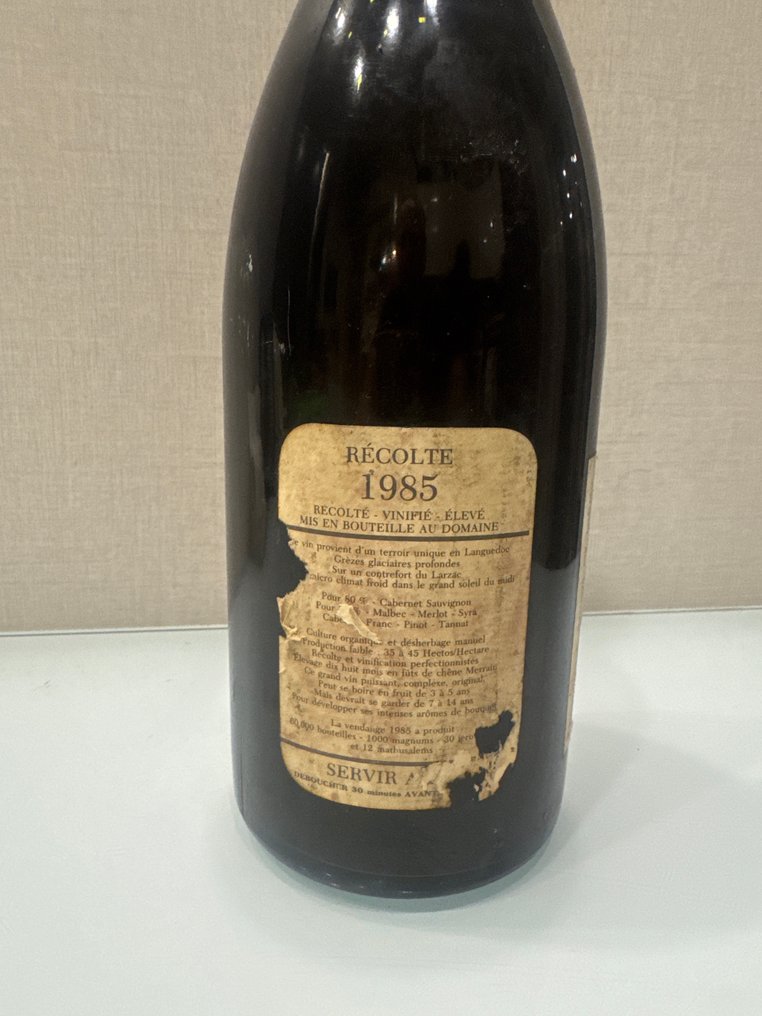 RÉCOLTE
1985
RÉCOLTÉ - VINIFIÉ - ÉLEVÉ
MIS EN BOUTEILLE AU DOMAINE
e vin provient d'un terroir unique en Languedoc
Grèzes glaciaires profondes
Sur un contrefort du Larzac
micro climat froid dans le grand soleil du midi
Pour 80 % - Cabernet Sauvignon
Pour % - Malbec - Merlot - Syra
Cab Franc - Pinot - Tannat
Culture organique et désherbage manuel
Production faible : 35 à 45 Hectos/Hectare
Récolte et vinification perfectionnistes
Elevage dix huit mois en fûts de chêne Merrain
Ce grand vin puissant, complexe, original,
Peut se boire en fruit de 3 à 5 ans
Mais devrait se garder de 7 à 14 ans
Pour développer ses intenses arômes de bouquet
La vendange 1985 a produit
60,000 bouteilles - 1000 magnums - 30 jero
et 12 mathusalems
SERVIR
DEBOUCHER 30 minutes AVANT